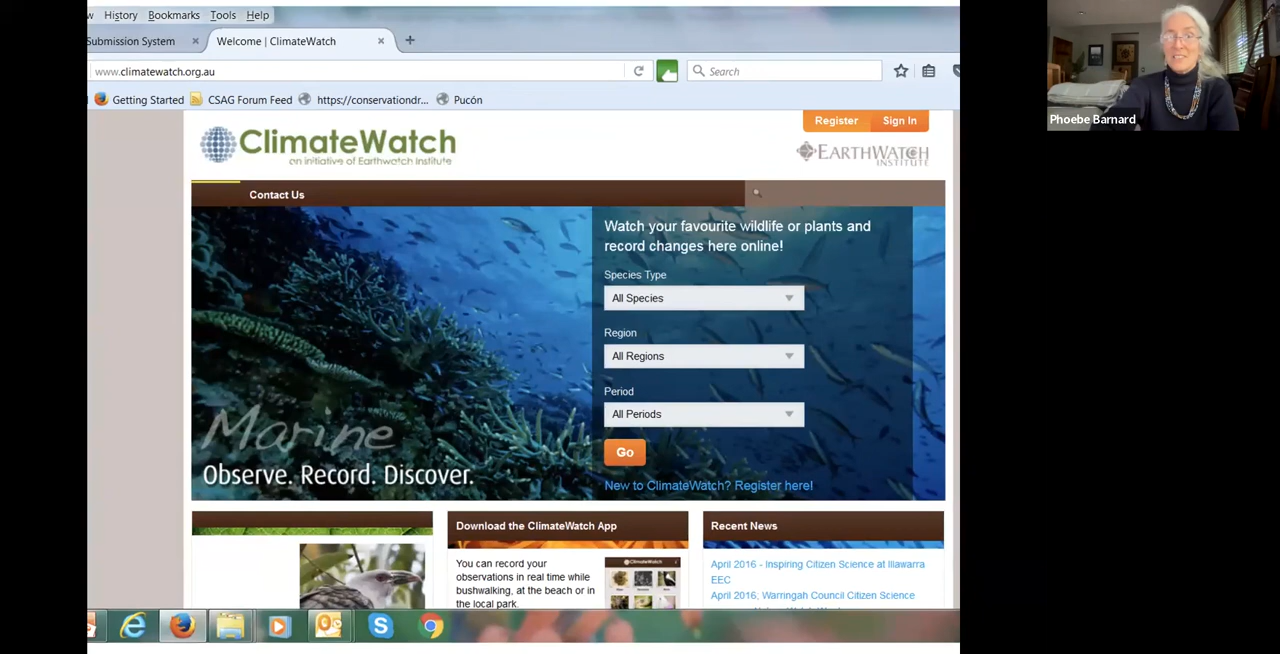 w History Bookmarks Tools Help
Submission System
Welcome | ClimateWatch
www.climatewatch.org.au
Search
Getting Started
CSAG Forum Feed
https://conservationdr...
Pucón
Phoebe Barnard
Register
Sign In
ClimateWatch
an initiative of Earthwatch Institute
EARTHWATCH
INSTITUTE
Contact Us
Watch your favourite wildlife or plants and
record changes here online!
Species Type
All Species
Region
All Regions
Period
All Periods
Go
New to ClimateWatch? Register here!
Marine
Observe. Record. Discover.
Download the ClimateWatch App
You can record your
observations in real time while
bushwalking, at the beach or in
the local park.
ClimateWatch
Recent News
April 2016 - Inspiring Citizen Science at Illawarra
EEC
April 2016, Warringah Council Citizen Science